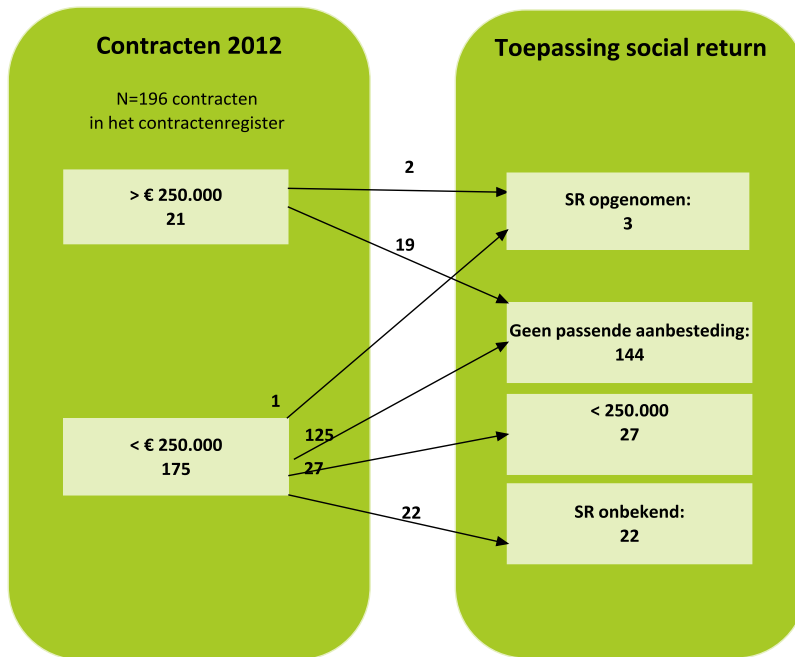 Contracten 2012
N=196 contracten
in het contractenregister
> € 250.000
21
< € 250.000
175
2
19
1
125
27
22
Toepassing social return
SR opgenomen:
3
Geen passende aanbesteding:
144
< 250.000
27
SR onbekend:
22